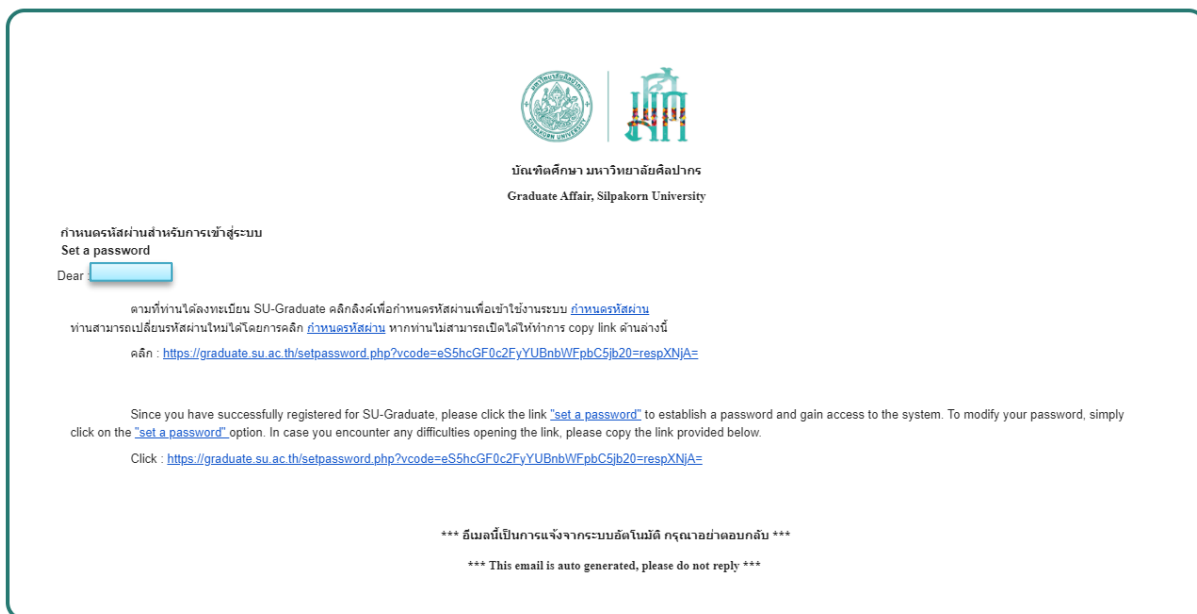 มหาวิทยาลัยศิลปากร
SILPAKORN UNIVERSITY
บัณฑิตศึกษา มหาวิทยาลัยศิลปากร
Graduate Affair, Silpakorn University
กำหนดรหัสผ่านสำหรับการเข้าสู่ระบบ
Set a password
Dear :
ตามที่ท่านได้ลงทะเบียน SU-Graduate คลิกลิงค์เพื่อกำหนดรหัสผ่านเพื่อเข้าใช้งานระบบ กำหนดรหัสผ่าน
ท่านสามารถเปลี่ยนรหัสผ่านใหม่ได้โดยการคลิก กำหนดรหัสผ่าน หากท่านไม่สามารถเปิดได้ให้ทำการ copy link ด้านล่างนี้
คลิก : https://graduate.su.ac.th/setpassword.php?vcode=eS5hcGF0c2FyYUBnbWFpbC5jb20=respXNjA=
Since you have successfully registered for SU-Graduate, please click the link "set a password" to establish a password and gain access to the system. To modify your password, simply
click on the "set a password" option. In case you encounter any difficulties opening the link, please copy the link provided below.
Click : https://graduate.su.ac.th/setpassword.php?vcode=eS5hcGF0c2FyYUBnbWFpbC5jb20=respXNjA=
*** อีเมลนี้เป็นการแจ้งจากระบบอัตโนมัติ กรุณาอย่าตอบกลับ ***
*** This email is auto generated, please do not reply ***